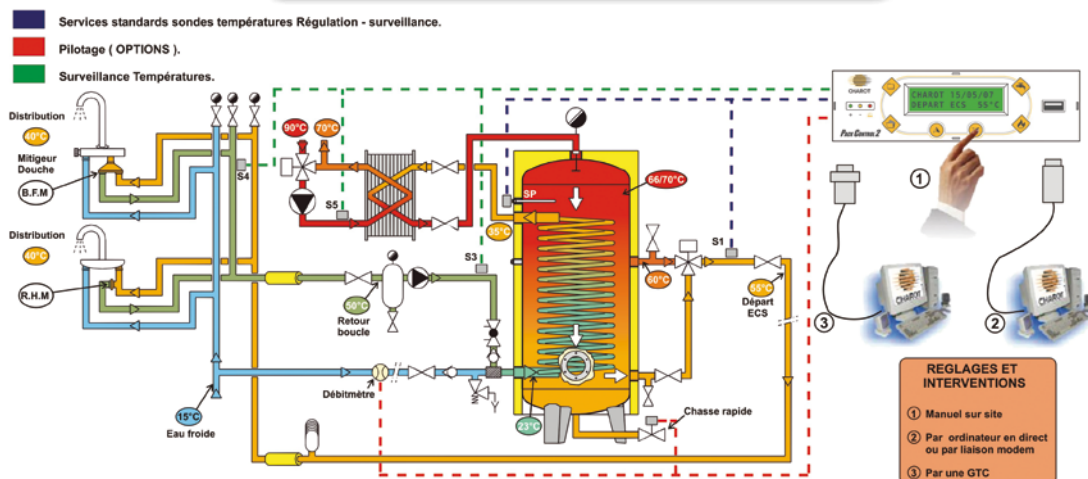 Services standards sondes températures Régulation - surveillance.
Pilotage ( OPTIONS ).
Surveillance Températures.
Distribution
40°C
Mitigeur
Douche
B.F.M
S4
90°C
70°C
S5
SP
66/70°C
35°C
CHAROT
CHAROT 15/05/07
DEPART ECS 55°C
PACK CONTROL 2
1
Distribution
40°C
R.H.M
S3
50°C
Retour
boucle
S1
60°C
55°C
Départ
ECS
CHAROT
3
CHAROT
2
15°C
Eau froide
Débitmètre
23°C
Chasse rapide
REGLAGES ET
INTERVENTIONS
1 Manuel sur site
2 Par ordinateur en direct
ou par liaison modem
3 Par une GTC